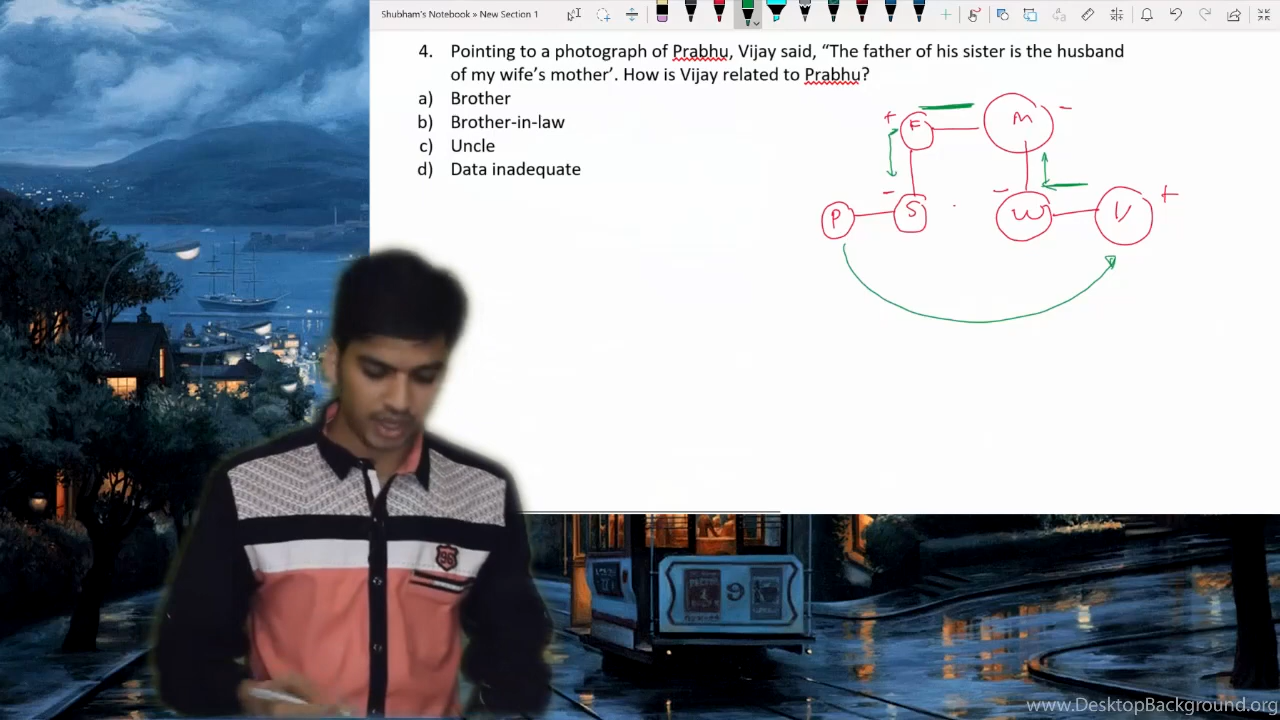 Shubham's Notebook » New Section 1
4. Pointing to a photograph of Prabhu, Vijay said, “The father of his sister is the husband
of my wife’s mother’. How is Vijay related to Prabhu?
a) Brother
b) Brother-in-law
c) Uncle
d) Data inadequate
+ F M -
- -  +
P S W V
9
www.DesktopBackground.org